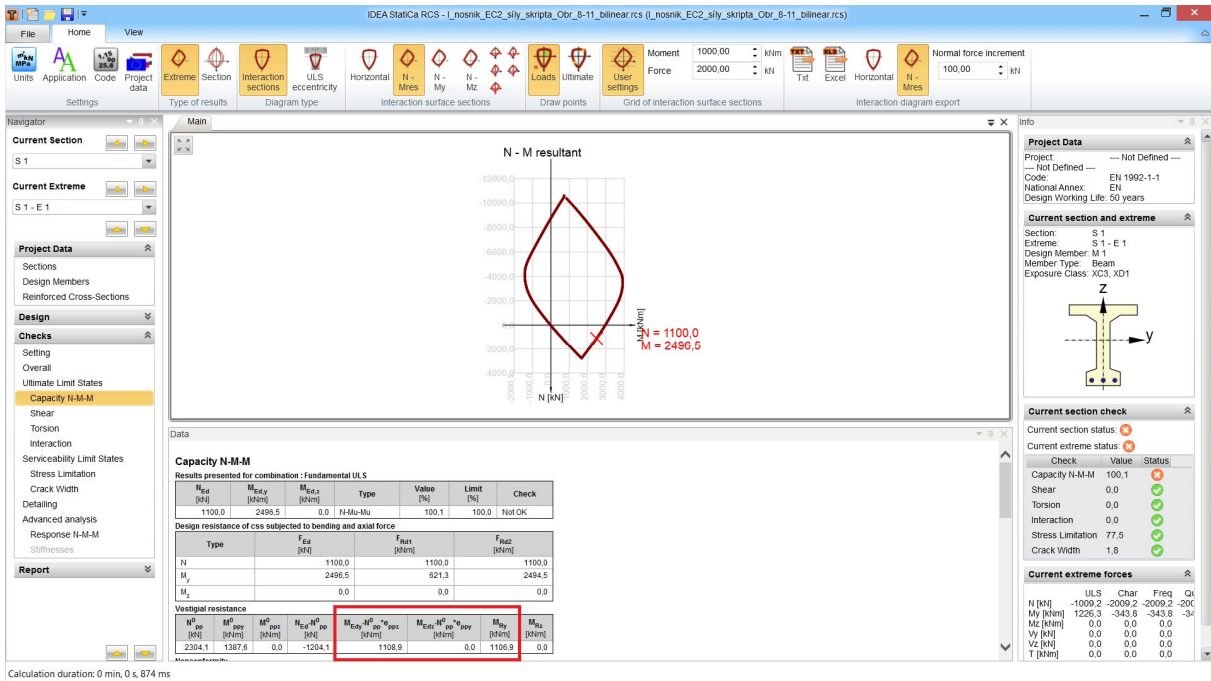 IDEA StatiCa RCS - I_nosnik_EC2_síly_skripta_Obr_8-11_bilinear.rcs (I_nosnik_EC2_síly_skripta_Obr_8-11_bilinear.rcs)
File Home View
Units Application Code Project data
Settings
Extreme Section
Type of results
Interaction sections ULS eccentricity
Diagram type
Horizontal N - Mres N - My N - Mz
Interaction surface sections
Loads Ultimate
Draw points
User settings
Moment 1000,00 kNm
Force 2000,00 kN
Grid of interaction surface sections
Txt Excel Horizontal N - Mres
Normal force increment
100,00 kN
Interaction diagram export
Navigator
Current Section
S 1
Current Extreme
S 1 - E 1
Project Data
Sections
Design Members
Reinforced Cross-Sections
Design
Checks
Setting
Overall
Ultimate Limit States
Capacity N-M-M
Shear
Torsion
Interaction
Serviceability Limit States
Stress Limitation
Crack Width
Detailing
Advanced analysis
Response N-M-M
Stiffnesses
Report
Main
N - M resultant
-12000,0
-10000,0
-8000,0
-6000,0
-4000,0
-2000,0
0,0
2000,0
4000,0
-2000,0
-1000,0
0,0
1000,0
2000,0
3000,0
4000,0
N [kN]
M [kNm]
N = 1100,0
M = 2496,5
Data
Capacity N-M-M
Results presented for combination : Fundamental ULS
NEd [kN] MEd,y [kNm] MEd,z [kNm] Type Value [%] Limit [%] Check
1100,0 2496,5 0,0 N-Mu-Mu 100,1 100,0 Not OK
Design resistance of css subjected to bending and axial force
Type FEd [kN] FRd1 [kNm] FRd2 [kNm]
N 1100,0 1100,0 1100,0
My 2496,5 621,3 2494,5
Mz 0,0 0,0 0,0
Vestigial resistance
N0pp [kN] M0ppy [kNm] M0ppz [kNm] NEd-N0pp [kN] MEdy-N0pp*eppz [kNm] MEdz-N0pp*eppy [kNm] MRy [kNm] MRz [kNm]
2304,1 1387,6 0,0 -1204,1 1108,9 0,0 1106,9 0,0
Nonconformity
Info
Project Data
Project: --- Not Defined ---
--- Not Defined ---
Code: EN 1992-1-1
National Annex: EN
Design Working Life: 50 years
Current section and extreme
Section: S 1
Extreme: S 1 - E 1
Design Member: M 1
Member Type: Beam
Exposure Class: XC3, XD1
z
y
Current section check
Current section status:
Current extreme status:
Check Value Status
Capacity N-M-M 100,1
Shear 0,0
Torsion 0,0
Interaction 0,0
Stress Limitation 77,5
Crack Width 1,8
Current extreme forces
ULS Char Freq
N [kN] -1009,2 -2009,2 -2009,2
My [kNm] 1226,3 -343,8 -343,8
Mz [kNm] 0,0 0,0 0,0
Vy [kN] 0,0 0,0 0,0
Vz [kN] 0,0 0,0 0,0
T [kNm] 0,0 0,0 0,0
Calculation duration: 0 min, 0 s, 874 ms